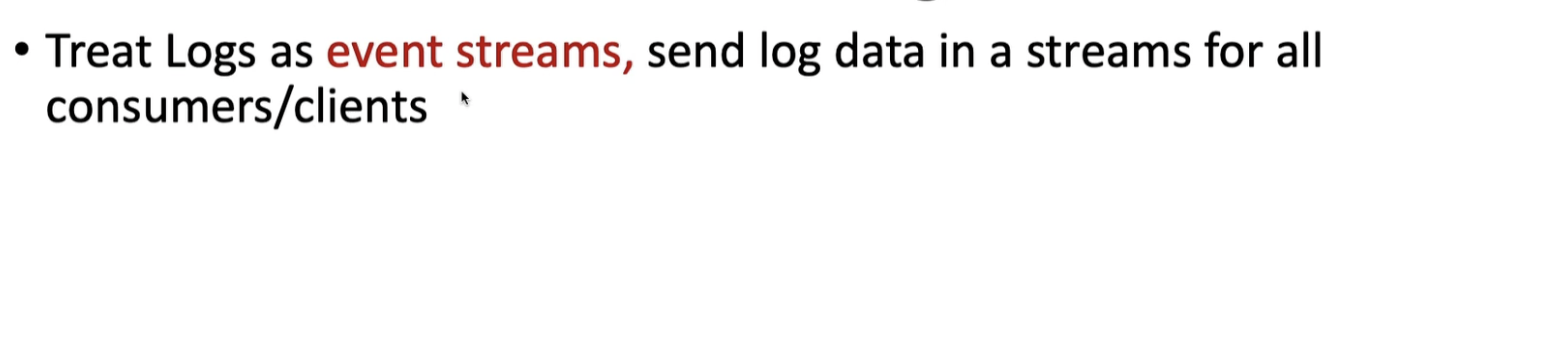 • Treat Logs as event streams, send log data in a streams for all
consumers/clients